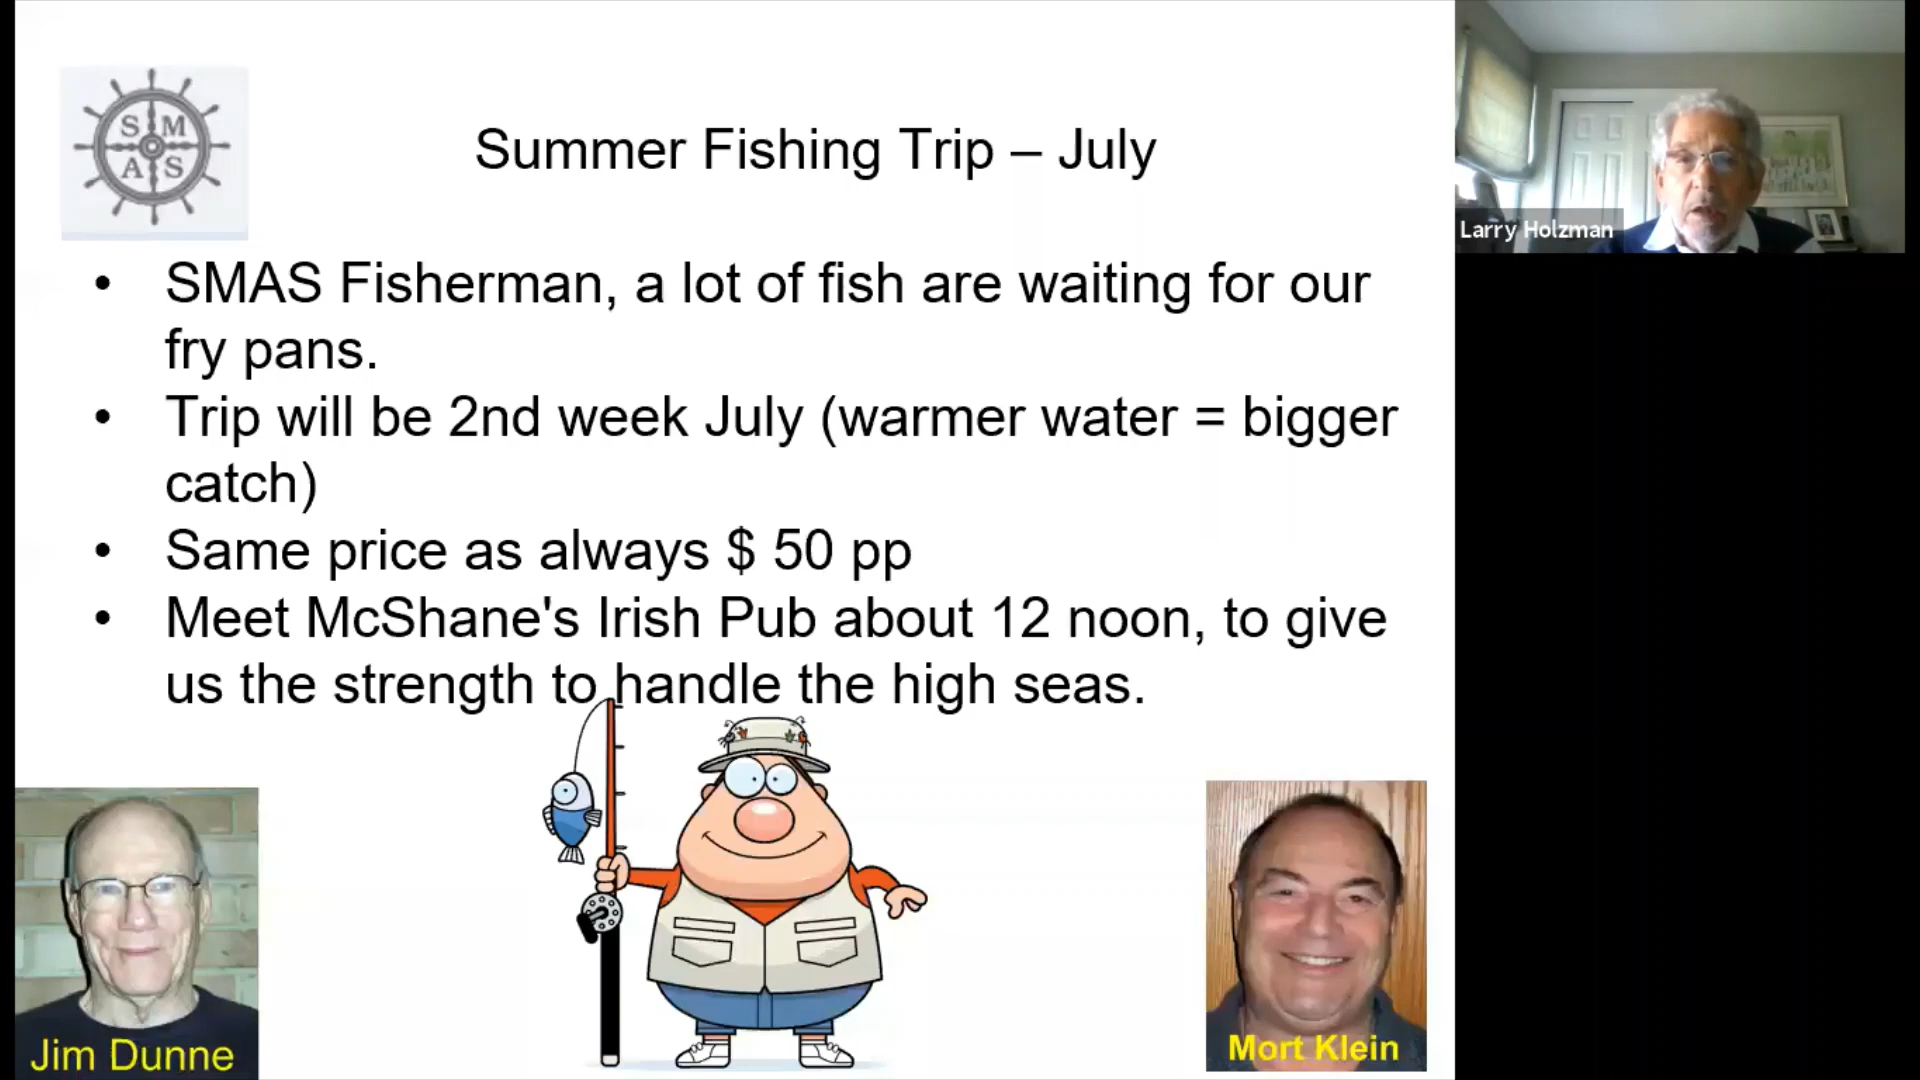 S M
A S
Summer Fishing Trip – July
Larry Holzman
• SMAS Fisherman, a lot of fish are waiting for our
fry pans.
• Trip will be 2nd week July (warmer water = bigger
catch)
• Same price as always $ 50 pp
• Meet McShane's Irish Pub about 12 noon, to give
us the strength to handle the high seas.
Jim Dunne
Mort Klein